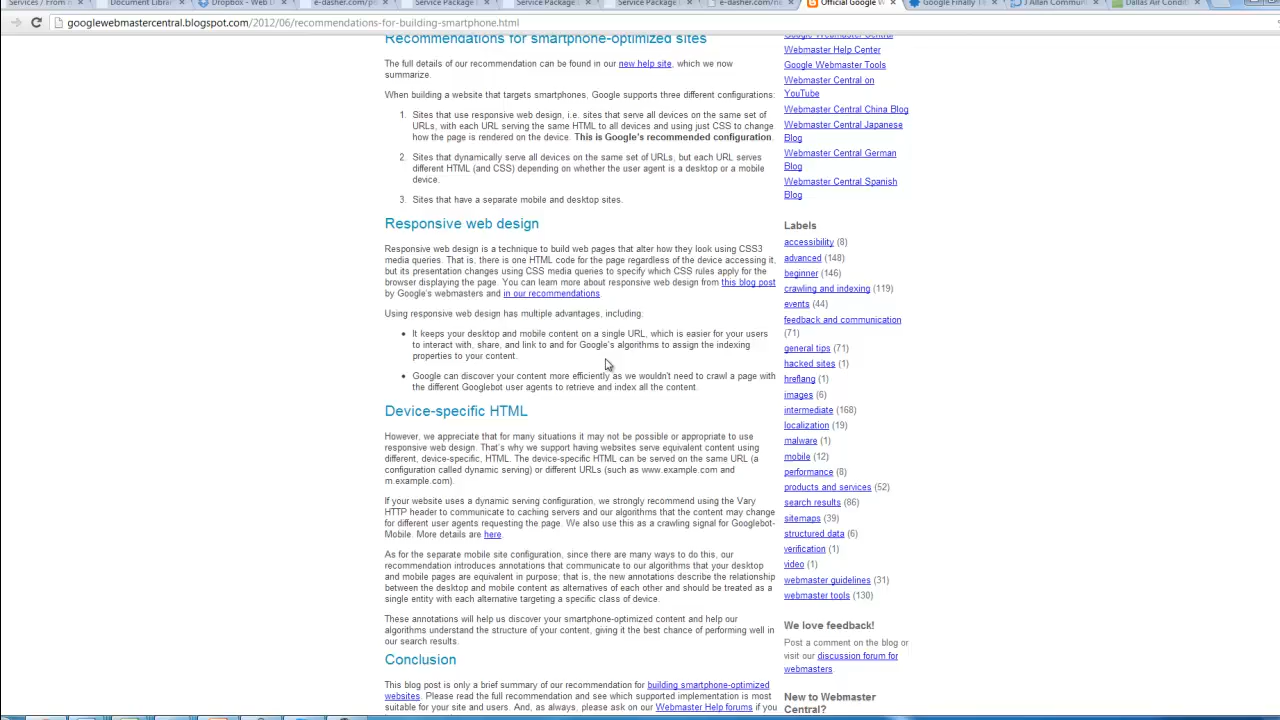 Services / From
Document Library
Dropbox - Web
e-dasher.com/
Service Package
Service Package
Service Package
e-dasher.com/
Official Google
Google Finally
J Allen Commun
Dallas Air Condit
googlewebmastercentral.blogspot.com/2012/06/recommendations-for-building-smartphone.html
Recommendations for smartphone-optimized sites
The full details of our recommendation can be found in our new help site, which we now
summarize.
When building a website that targets smartphones, Google supports three different configurations:
1. Sites that use responsive web design, i.e. sites that serve all devices on the same set of
URLs, with each URL serving the same HTML to all devices and using just CSS to change
how the page is rendered on the device. This is Google's recommended configuration.
2. Sites that dynamically serve all devices on the same set of URLs, but each URL serves
different HTML (and CSS) depending on whether the user agent is a desktop or a mobile
device.
3. Sites that have a separate mobile and desktop sites.
Responsive web design
Responsive web design is a technique to build web pages that alter how they look using CSS3
media queries. That is, there is one HTML code for the page regardless of the device accessing it,
but its presentation changes using CSS media queries to specify which CSS rules apply for the
browser displaying the page. You can learn more about responsive web design from this blog post
by Google's webmasters and in our recommendations.
Using responsive web design has multiple advantages, including:
• It keeps your desktop and mobile content on a single URL, which is easier for your users
to interact with, share, and link to and for Google's algorithms to assign the indexing
properties to your content.
• Google can discover your content more efficiently as we wouldn't need to crawl a page with
the different Googlebot user agents to retrieve and index all the content.
Device-specific HTML
However, we appreciate that for many situations it may not be possible or appropriate to use
responsive web design. That's why we support having websites serve equivalent content using
different, device-specific, HTML. The device-specific HTML can be served on the same URL (a
configuration called dynamic serving) or different URLs (such as www.example.com and
m.example.com).
If your website uses a dynamic serving configuration, we strongly recommend using the Vary
HTTP header to communicate to caching servers and our algorithms that the content may change
for different user agents requesting the page. We also use this as a crawling signal for Googlebot-
Mobile. More details are here.
As for the separate mobile site configuration, since there are many ways to do this, our
recommendation introduces annotations that communicate to our algorithms that your desktop
and mobile pages are equivalent in purpose; that is, the new annotations describe the relationship
between the desktop and mobile content as alternatives of each other and should be treated as a
single entity with each alternative targeting a specific class of device.
These annotations will help us discover your smartphone-optimized content and help our
algorithms understand the structure of your content, giving it the best chance of performing well in
our search results.
Conclusion
This blog post is only a brief summary of our recommendation for building smartphone-optimized
websites. Please read the full recommendation and see which supported implementation is most
suitable for your site and users. And, as always, please ask on our Webmaster Help forums if you
Google Webmaster Central
Webmaster Help Center
Google Webmaster Tools
Webmaster Central on
YouTube
Webmaster Central China Blog
Webmaster Central Japanese
Blog
Webmaster Central German
Blog
Webmaster Central Spanish
Blog
Labels
accessibility (8)
advanced (148)
beginner (146)
crawling and indexing (119)
events (44)
feedback and communication
(71)
general tips (71)
hacked sites (1)
hreflang (1)
images (6)
intermediate (168)
localization (19)
malware (1)
mobile (12)
performance (8)
products and services (52)
search results (86)
sitemaps (39)
structured data (6)
verification (1)
video (1)
webmaster guidelines (31)
webmaster tools (130)
We love feedback!
Post a comment on the blog or
visit our discussion forum for
webmasters.
New to Webmaster
Central?